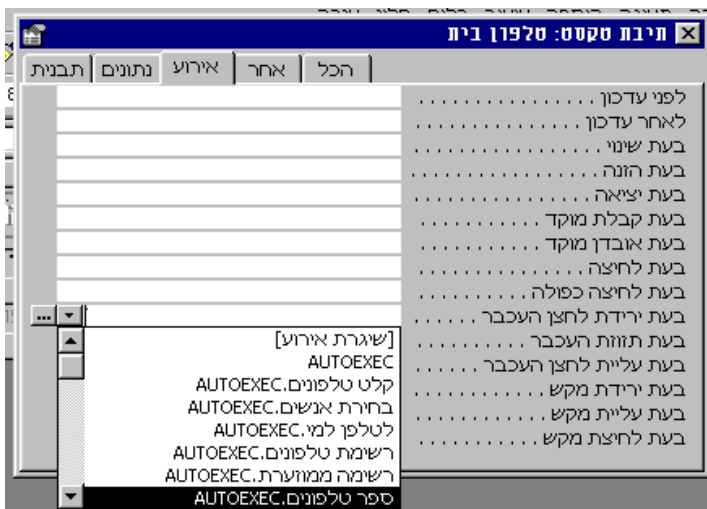 תיבת טקסט: טלפון בית
הכל אחר אירוע נתונים תבנית
לפני עדכון . . . . . . . . . . . . . . . .
לאחר עדכון . . . . . . . . . . . . . . .
בעת שינוי . . . . . . . . . . . . . . . . .
בעת הזנה . . . . . . . . . . . . . . . . .
בעת יציאה . . . . . . . . . . . . . . . .
בעת קבלת מוקד . . . . . . . . . . .
בעת אובדן מוקד . . . . . . . . . . .
בעת לחיצה . . . . . . . . . . . . . . .
בעת לחיצה כפולה . . . . . . . . . .
בעת ירידת לחצן העכבר . . . . . .
בעת תזוזת העכבר . . . . . . . . . .
בעת עליית לחצן העכבר . . . . . .
בעת ירידת מקש . . . . . . . . . . .
בעת עליית מקש . . . . . . . . . . . .
בעת לחיצת מקש . . . . . . . . . . .
...
[שיגרת אירוע]
AUTOEXEC
קלט טלפונים.AUTOEXEC
בחירת אנשים.AUTOEXEC
לטלפן למי.AUTOEXEC
רשימת טלפונים.AUTOEXEC
רשימה ממוזערת.AUTOEXEC
ספר טלפונים.AUTOEXEC